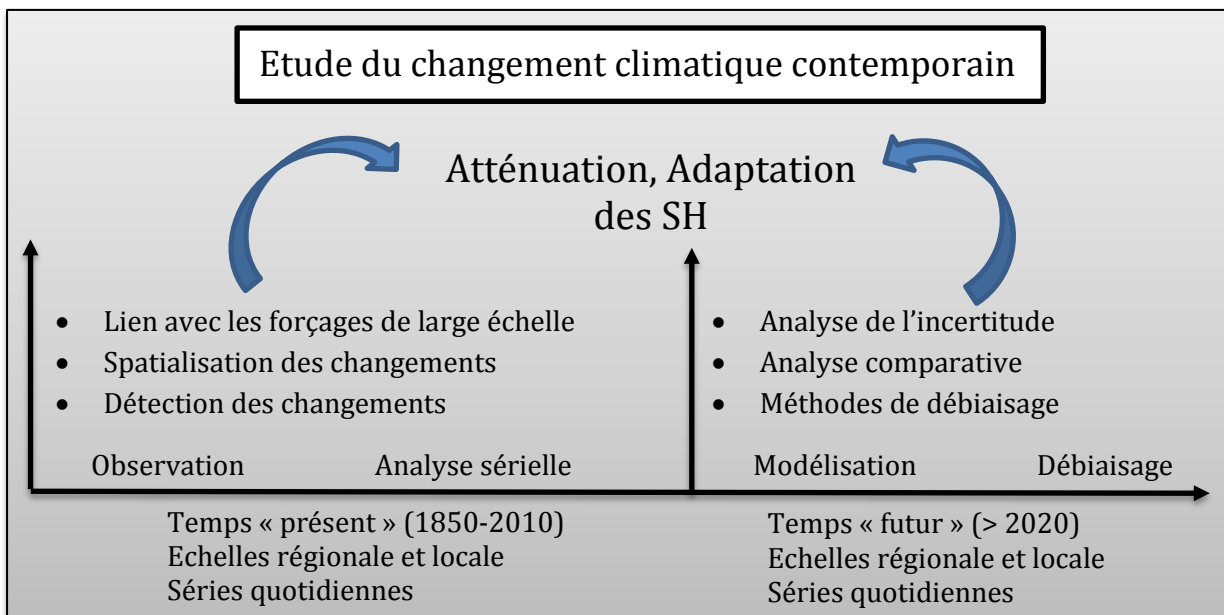 Etude du changement climatique contemporain
Atténuation, Adaptation
des SH
• Lien avec les forçages de large échelle
• Spatialisation des changements
• Détection des changements
Observation Analyse sérielle
Temps « présent » (1850-2010)
Echelles régionale et locale
Séries quotidiennes
• Analyse de l’incertitude
• Analyse comparative
• Méthodes de débiaisage
Modélisation Débiaisage
Temps « futur » (> 2020)
Echelles régionale et locale
Séries quotidiennes